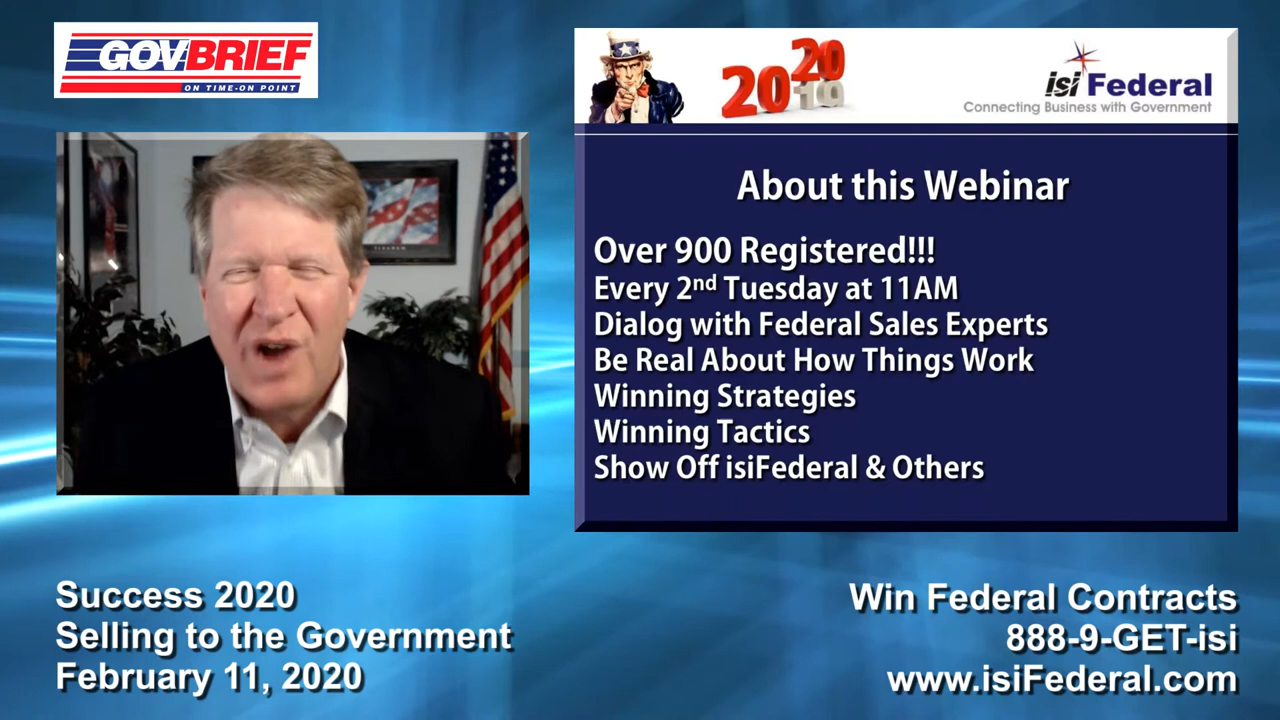 GOVBRIEF
ON TIME-ON POINT
2020
2019
isi Federal
Connecting Business with Government
About this Webinar
Over 900 Registered!!!
Every 2nd Tuesday at 11AM
Dialog with Federal Sales Experts
Be Real About How Things Work
Winning Strategies
Winning Tactics
Show Off isiFederal & Others
Success 2020
Selling to the Government
February 11, 2020
Win Federal Contracts
888-9-GET-isi
www.isiFederal.com